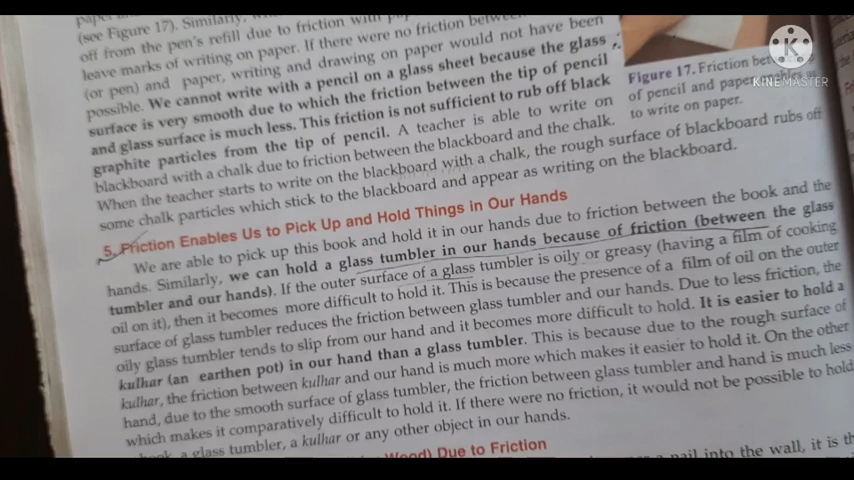 (see Figure 17). Similarly,
off from the pen's refill due to friction with
leave marks of writing on paper. If there were no friction between
(or pen) and paper, writing and drawing on paper would not have been
possible. We cannot write with a pencil on a glass sheet because the glass
surface is very smooth due to which the friction between the tip of pencil
and glass surface is much less. This friction is not sufficient to rub off black
graphite particles from the tip of pencil. A teacher is able to write on
blackboard with a chalk due to friction between the blackboard and the chalk.
When the teacher starts to write on the blackboard with a chalk, the rough surface of blackboard rubs off
some chalk particles which stick to the blackboard and appear as writing on the blackboard.
Figure 17. Friction
of pencil and paper
to write on paper.
KINEMASTER
5. Friction Enables Us to Pick Up and Hold Things in Our Hands
We are able to pick up this book and hold it in our hands due to friction between the book and the
hands. Similarly, we can hold a glass tumbler in our hands because of friction (between the glass
tumbler and our hands). If the outer surface of a glass tumbler is oily or greasy (having a film of cooking
oil on it), then it becomes more difficult to hold it. This is because the presence of a film of oil on the outer
surface of glass tumbler reduces the friction between glass tumbler and our hands. Due to less friction, the
oily glass tumbler tends to slip from our hand and it becomes more difficult to hold. It is easier to hold a
kulhar (an earthen pot) in our hand than a glass tumbler. This is because due to the rough surface of
kulhar, the friction between kulhar and our hand is much more which makes it easier to hold it. On the other
hand, due to the smooth surface of glass tumbler, the friction between glass tumbler and hand is much less
which makes it comparatively difficult to hold it. If there were no friction, it would not be possible to hold
a glass tumbler, a kulhar or any other object in our hands.
Wood) Due to Friction
a nail into the wall, it is